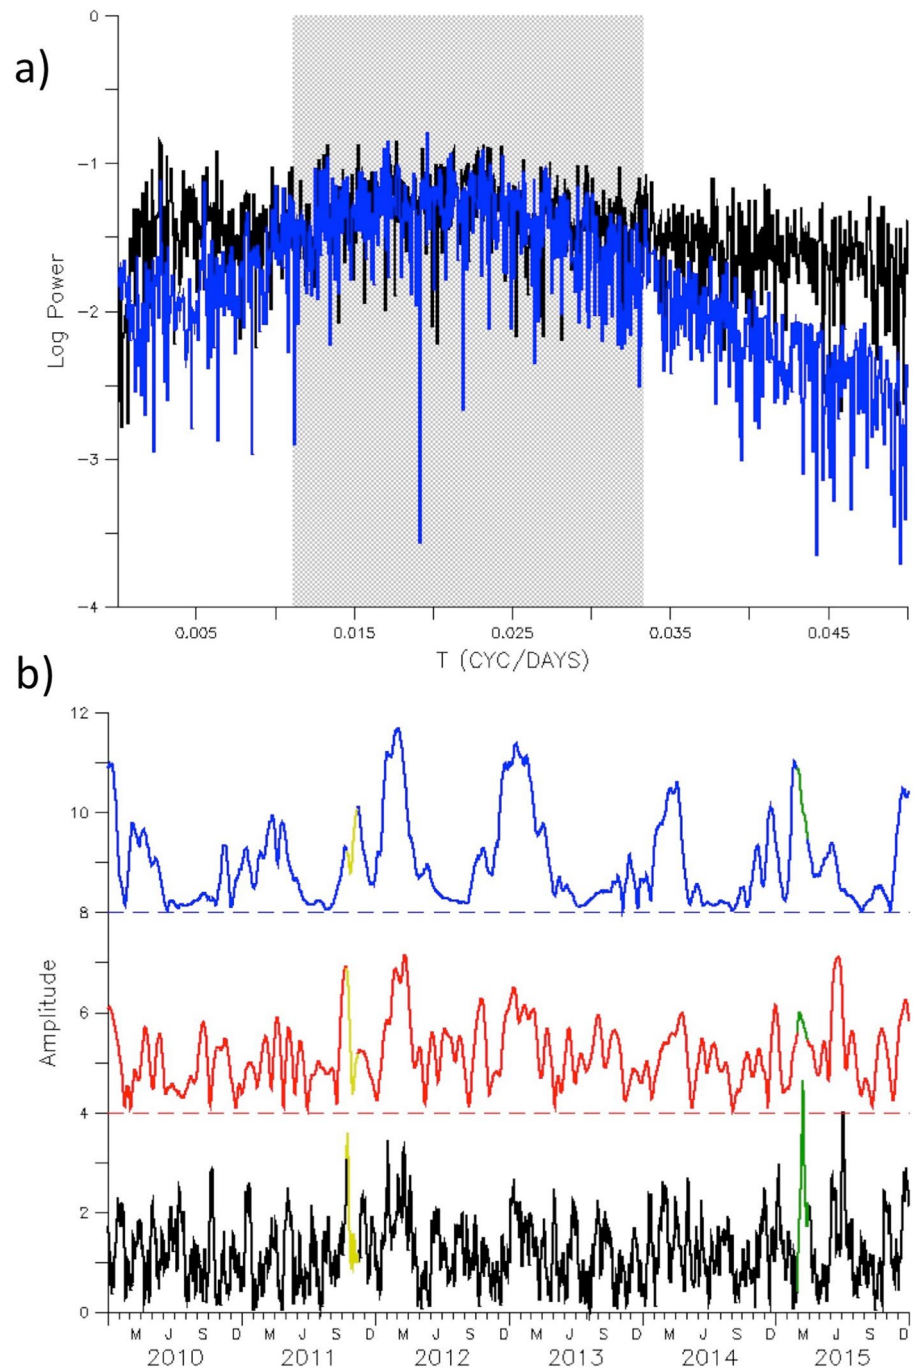 a)
0
-1
-2
-3
-4
Log Power
0.005 0.015 0.025 0.035 0.045
T (CYC/DAYS)
b)
12
10
8
6
4
2
0
Amplitude
M J S D M J S D M J S D M J S D M J S D M J S D
2010 2011 2012 2013 2014 2015